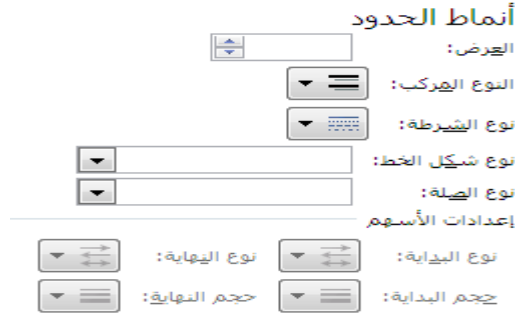 أنماط الحدود
العرض:
النوع المركب:
نوع الشرطة:
نوع شكل الخط:
نوع الصلة:
إعدادات الأسهم
نوع البداية: نوع النهاية:
حجم البداية: حجم النهاية: